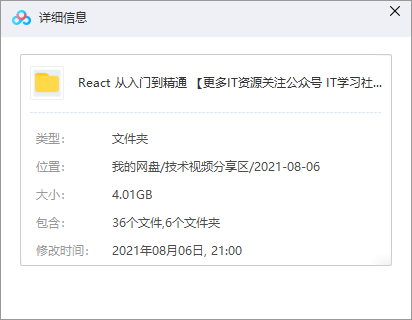 详细信息
React 从入门到精通 【更多IT资源关注公众号 IT学习社...
类型: 文件夹
位置: 我的网盘/技术视频分享区/2021-08-06
大小: 4.01GB
包含: 36个文件,6个文件夹
修改时间: 2021年08月06日, 21:00